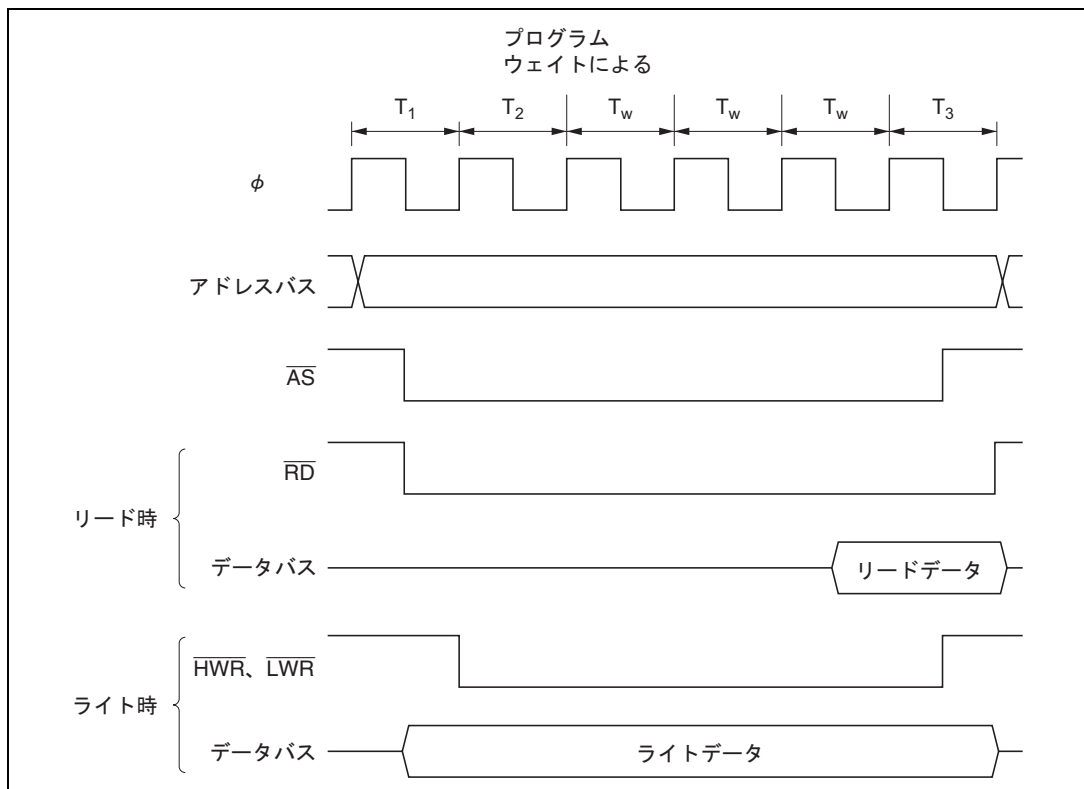 プログラム
ウェイトによる
T1 T2 Tw Tw Tw T3
φ
アドレスバス
AS
RD
リード時
データバス リードデータ
HWR、LWR
ライト時
データバス ライトデータ